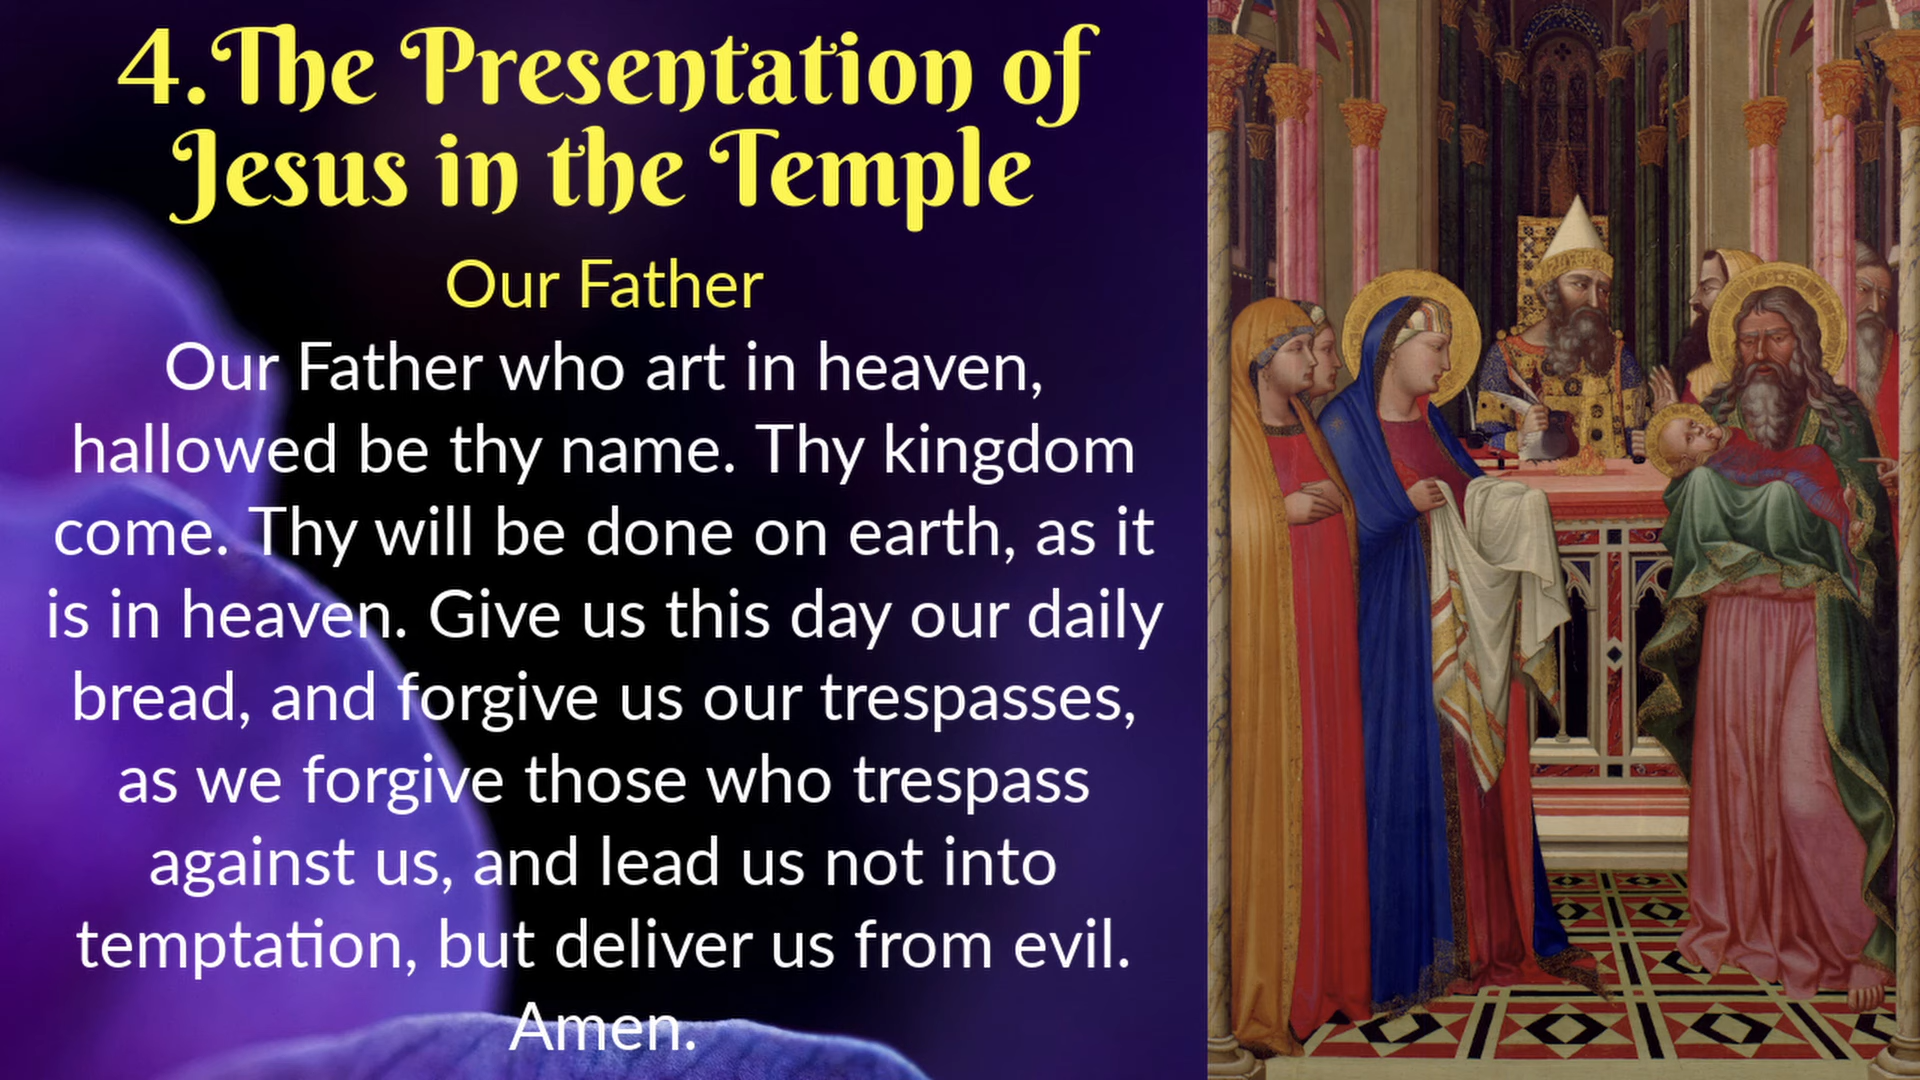 4.The Presentation of
Jesus in the Temple
Our Father
Our Father who art in heaven,
hallowed be thy name. Thy kingdom
come. Thy will be done on earth, as it
is in heaven. Give us this day our daily
bread, and forgive us our trespasses,
as we forgive those who trespass
against us, and lead us not into
temptation, but deliver us from evil.
Amen.